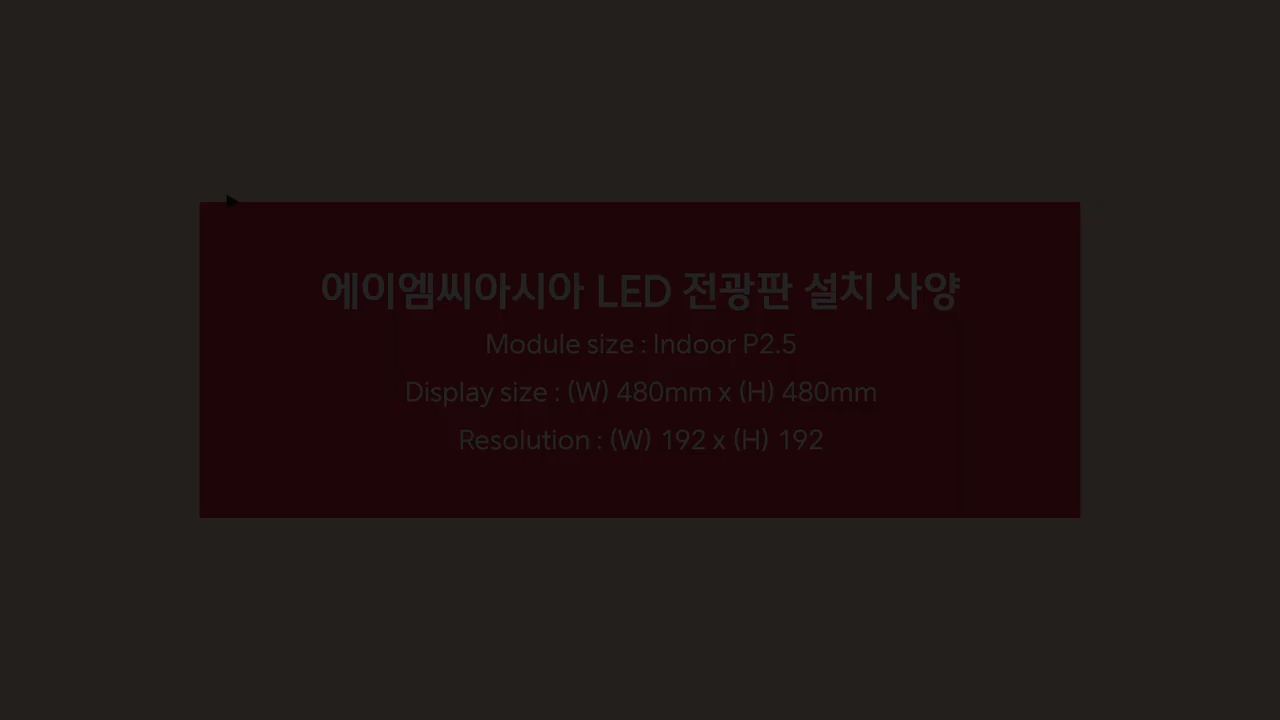 에이엠씨아시아 LED 전광판 설치 사양
Module size : Indoor P2.5
Display size : (W) 480mm x (H) 480mm
Resolution : (W) 192 x (H) 192